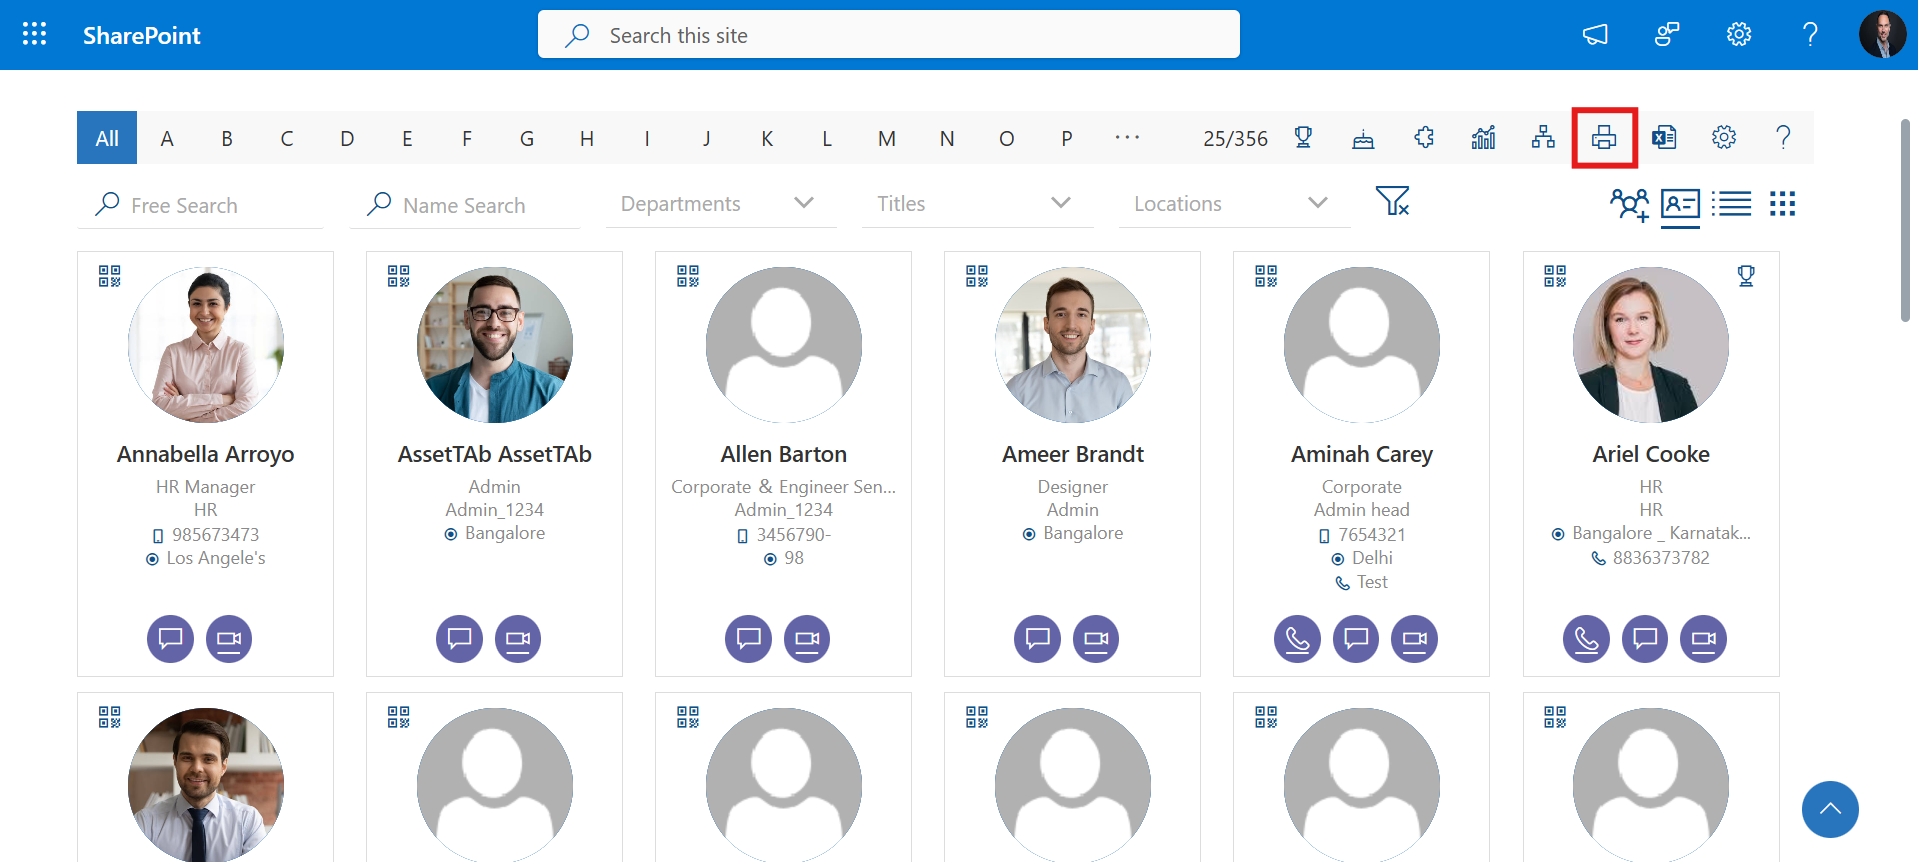 SharePoint
Search this site
All A B C D E F G H I J K L M N O P ... 25/356
Free Search
Name Search
Departments
Titles
Locations
Annabella Arroyo
HR Manager
HR
985673473
Los Angele's
AssetTAb AssetTAb
Admin
Admin_1234
Bangalore
Allen Barton
Corporate & Engineer Sen...
Admin_1234
3456790-
98
Ameer Brandt
Designer
Admin
Bangalore
Aminah Carey
Corporate
Admin head
7654321
Delhi
Test
Ariel Cooke
HR
HR
Bangalore _ Karnatak...
8836373782